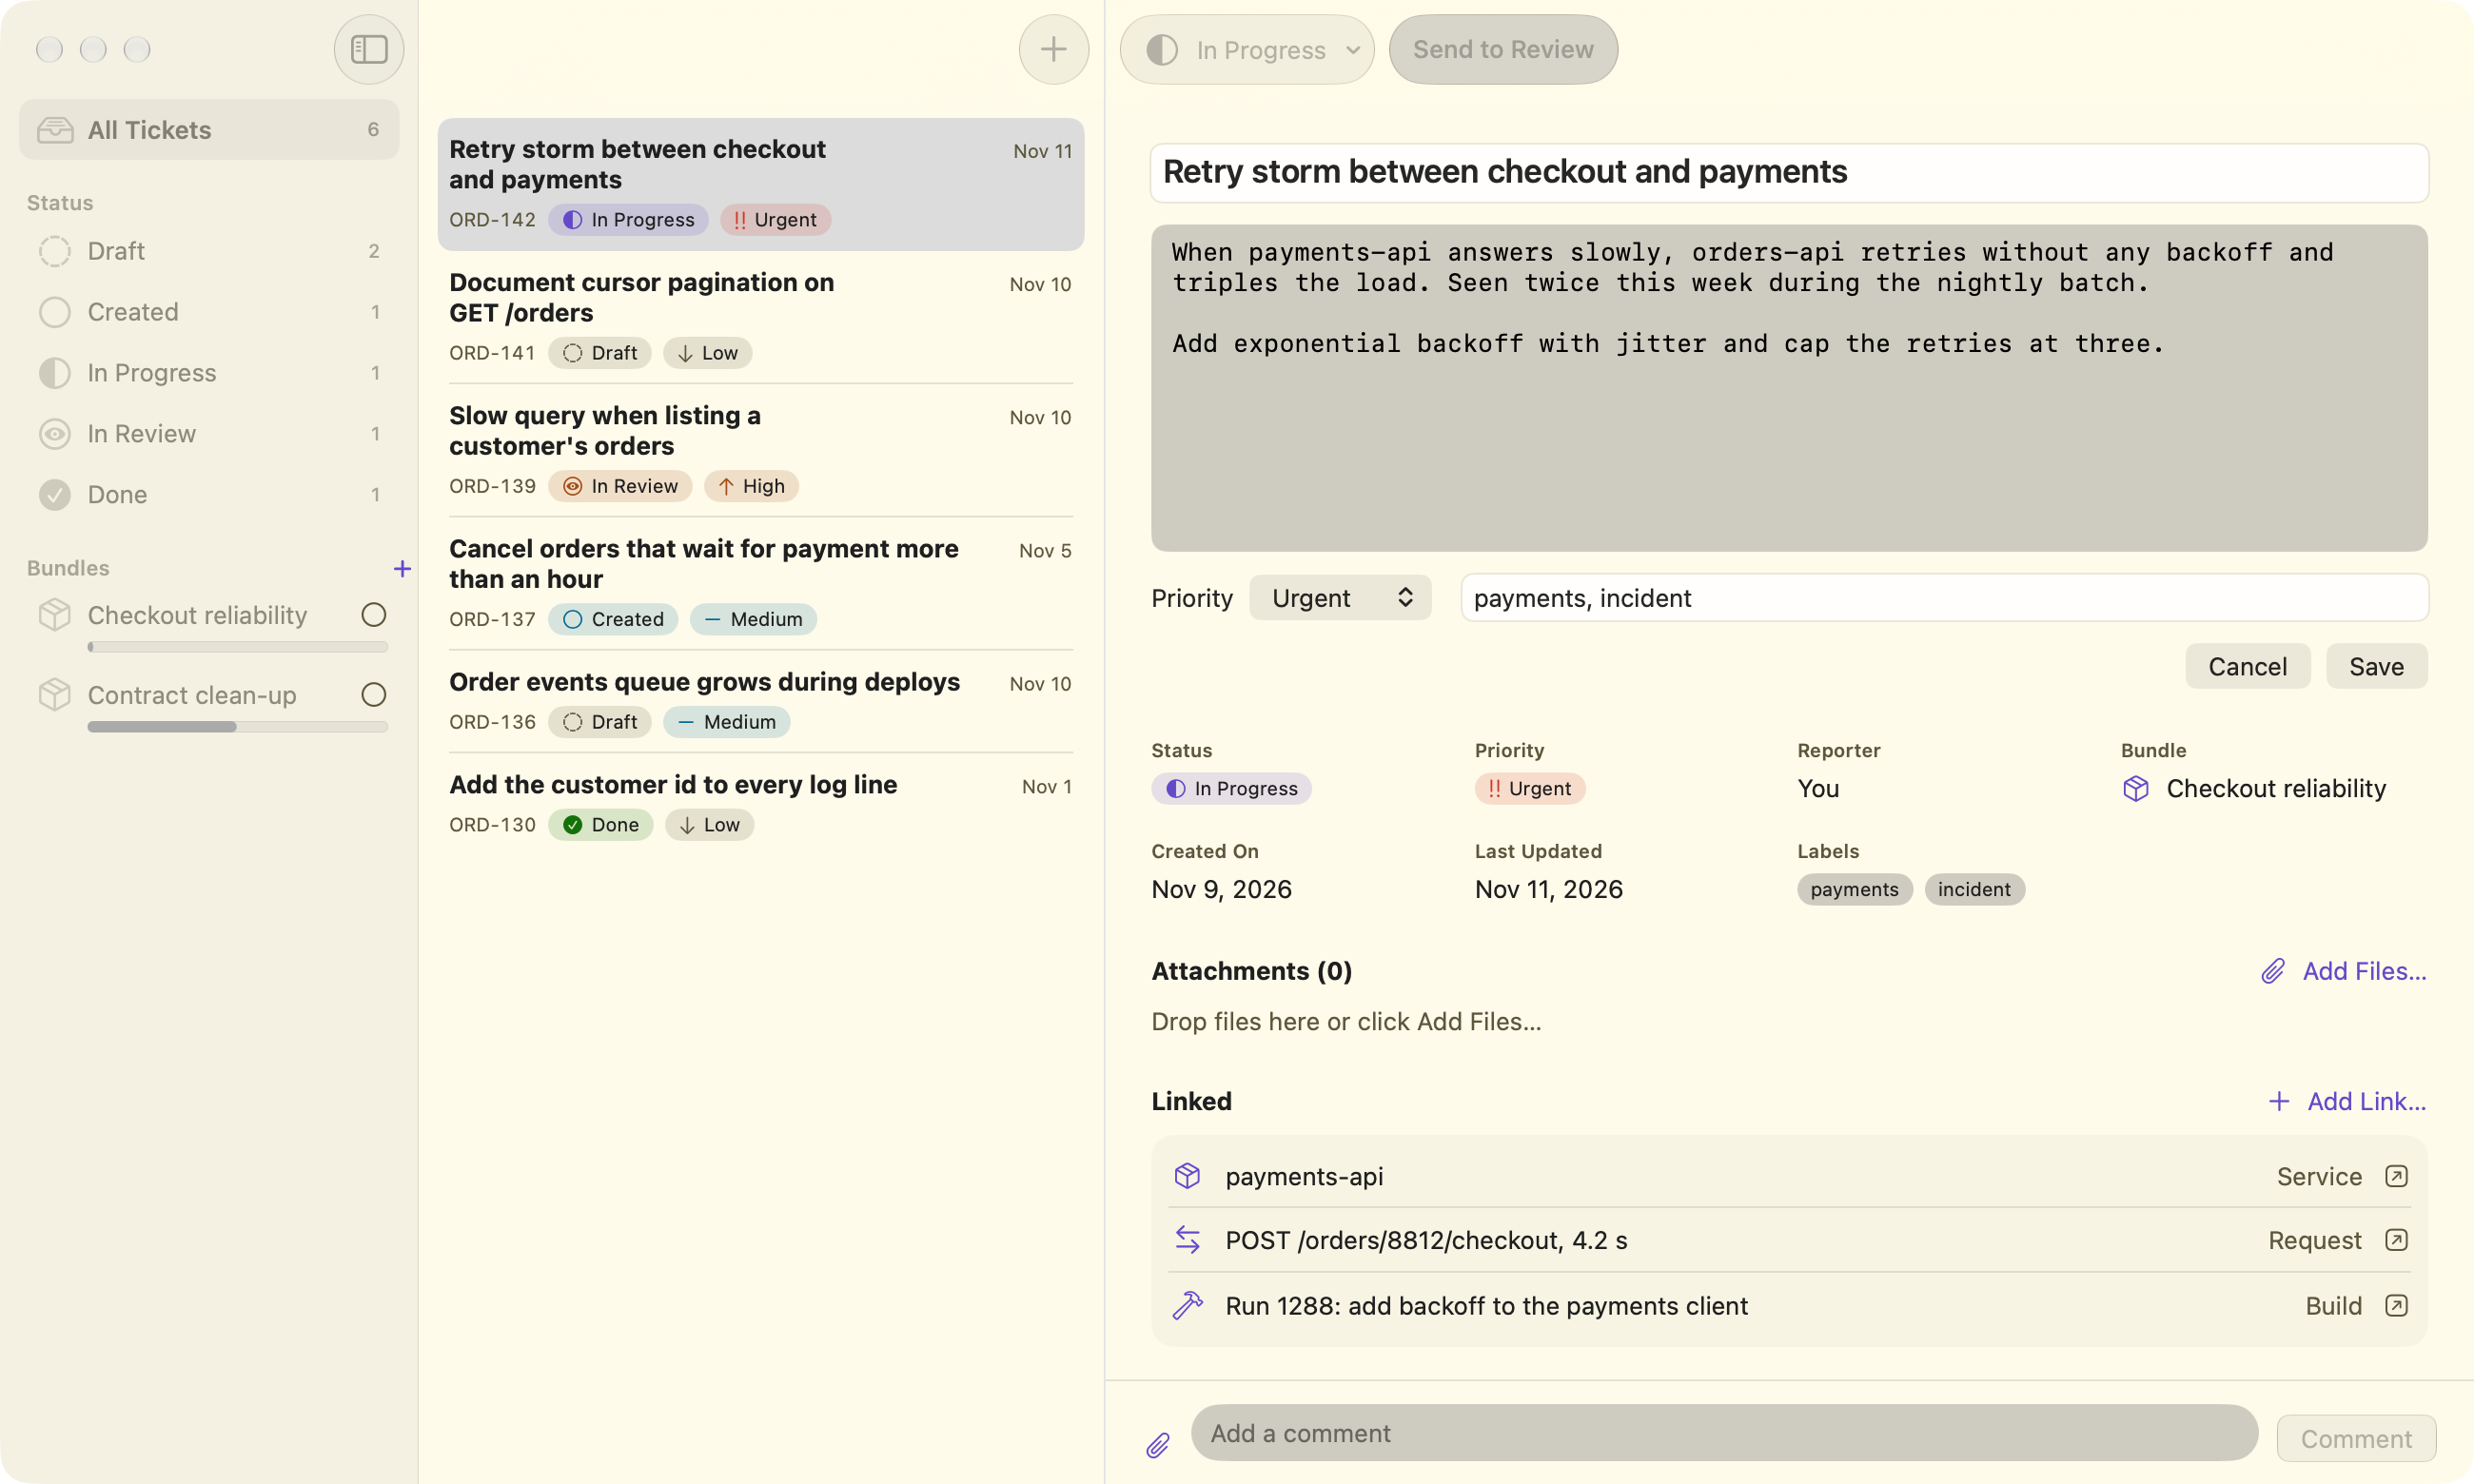 All Tickets 6
Status
Draft 2
Created 1
In Progress 1
In Review 1
Done 1
Bundles
Checkout reliability
Contract clean-up
Retry storm between checkout and payments Nov 11
ORD-142 In Progress Urgent
Document cursor pagination on GET /orders Nov 10
ORD-141 Draft Low
Slow query when listing a customer's orders Nov 10
ORD-139 In Review High
Cancel orders that wait for payment more than an hour Nov 5
ORD-137 Created Medium
Order events queue grows during deploys Nov 10
ORD-136 Draft Medium
Add the customer id to every log line Nov 1
ORD-130 Done Low
In Progress Send to Review
Retry storm between checkout and payments
When payments-api answers slowly, orders-api retries without any backoff and
triples the load. Seen twice this week during the nightly batch.
Add exponential backoff with jitter and cap the retries at three.
Priority Urgent payments, incident
Cancel Save
Status Priority Reporter Bundle
In Progress Urgent You Checkout reliability
Created On Last Updated Labels
Nov 9, 2026 Nov 11, 2026 payments incident
Attachments (0) Add Files...
Drop files here or click Add Files...
Linked Add Link...
payments-api Service
POST /orders/8812/checkout, 4.2 s Request
Run 1288: add backoff to the payments client Build
Add a comment Comment